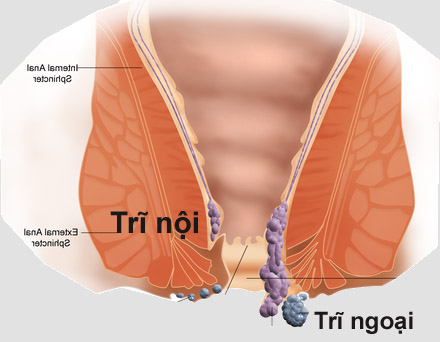 Internal Anal
Sphincter
Trĩ nội
External Anal
Sphincter
Trĩ ngoại